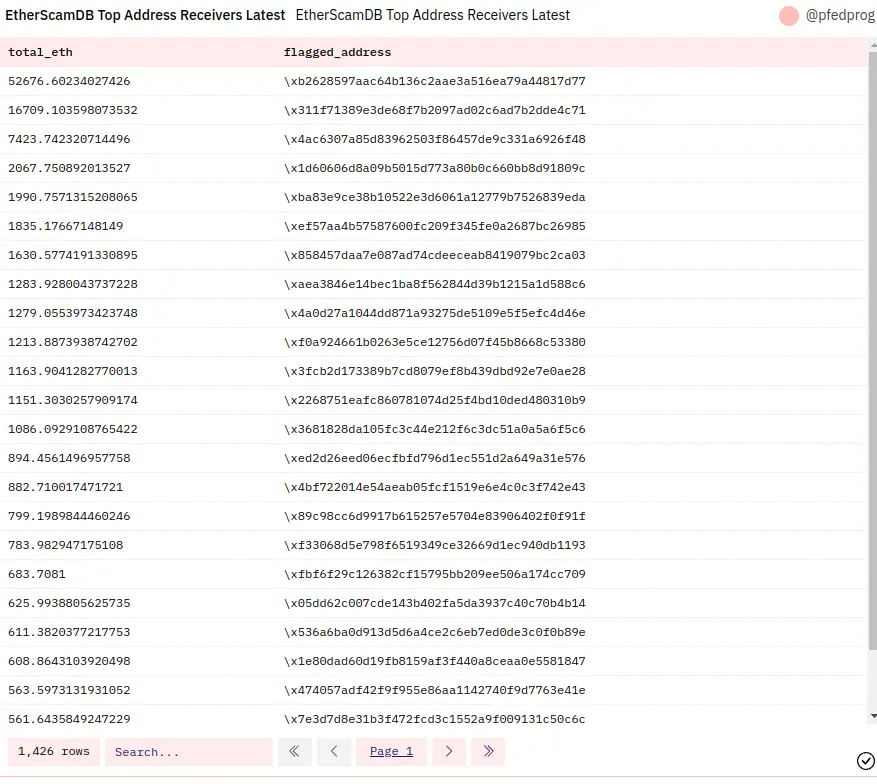 EtherScamDB Top Address Receivers Latest EtherScamDB Top Address Receivers Latest @pfedprog
total_eth flagged_address
52676.60234027426 \xb2628597aac64b136c2aae3a516ea79a44817d77
16709.103598073532 \x311f71389e3de68f7b2097ad02c6ad7b2dde4c71
7423.742320714496 \x4ac6307a85d83962503f86457de9c331a6926f48
2067.750892013527 \x1d60606d8a09b5015d773a80b0c660bb8d91809c
1990.7571315208065 \xba83e9ce38b10522e3d6061a12779b7526839eda
1835.17667148149 \xef57aa4b57587600fc209f345fe0a2687bc26985
1630.5774191330895 \x858457daa7e087ad74cdeeceab8419079bc2ca03
1283.9280043737228 \xaea3846e14bec1ba8f562844d39b1215a1d588c6
1279.0553973423748 \x4a0d27a1044dd871a93275de5109e5f5efc4d46e
1213.8873938742702 \xf0a924661b0263e5ce12756d07f45b8668c53380
1163.9041282770013 \x3fcb2d173389b7cd8079ef8b439dbd92e7e0ae28
1151.3030257909174 \x2268751eafc860781074d25f4bd10ded480310b9
1086.0929108765422 \x3681828da105fc3c44e212f6c3dc51a0a5a6f5c6
894.4561496957758 \xed2d26eed06ecfbfd796d1ec551d2a649a31e576
882.710017471721 \x4bf722014e54aeab05fcf1519e6e4c0c3f742e43
799.1989844460246 \x89c98cc6d9917b615257e5704e83906402f0f91f
783.982947175108 \xf33068d5e798f6519349ce32669d1ec940db1193
683.7081 \xfbf6f29c126382cf15795bb209ee506a174cc709
625.9938805625735 \x05dd62c007cde143b402fa5da3937c40c70b4b14
611.3820377217753 \x536a6ba0d913d5d6a4ce2c6eb7ed0de3c0f0b89e
608.8643103920498 \x1e80dad60d19fb8159af3f440a8ceaa0e5581847
563.5973131931052 \x474057adf42f9f955e86aa1142740f9d7763e41e
561.6435849247229 \x7e3d7d8e31b3f472fcd3c1552a9f009131c50c6c
1,426 rows Search... « ‹ Page 1 › »